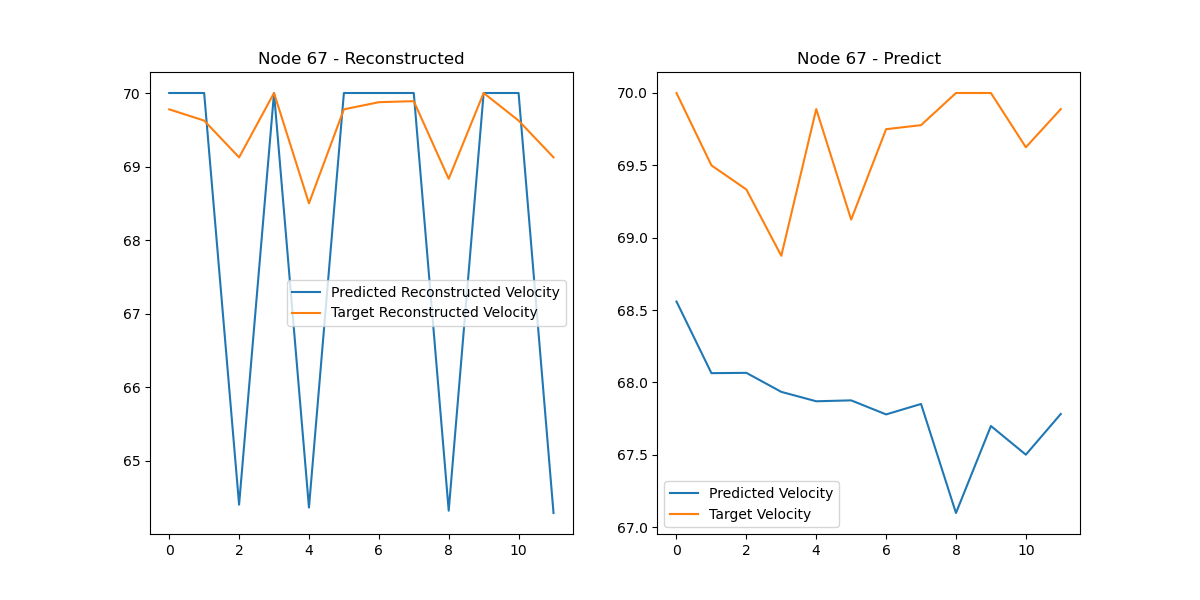 Node 67 - Reconstructed
70
69
68
67
66
65
0 2 4 6 8 10
Predicted Reconstructed Velocity
Target Reconstructed Velocity
Node 67 - Predict
70.0
69.5
69.0
68.5
68.0
67.5
67.0
0 2 4 6 8 10
Predicted Velocity
Target Velocity